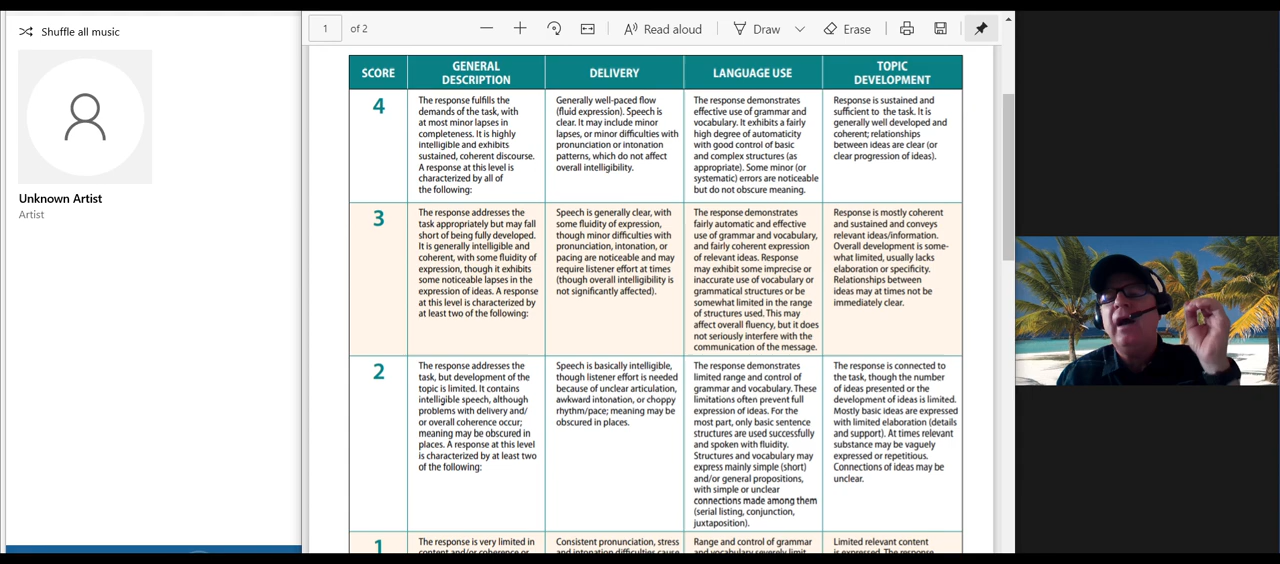 Shuffle all music
Unknown Artist
Artist
1 of 2
Read aloud
Draw
Erase
SCORE
GENERAL
DESCRIPTION
DELIVERY
LANGUAGE USE
TOPIC
DEVELOPMENT
4
The response fulfills the
demands of the task, with
at most minor lapses in
completeness. It is highly
intelligible and exhibits
sustained, coherent discourse.
A response at this level is
characterized by all of
the following:
Generally well-paced flow
(fluid expression). Speech is
clear. It may include minor
lapses, or minor difficulties with
pronunciation or intonation
patterns, which do not affect
overall intelligibility.
The response demonstrates
effective use of grammar and
vocabulary. It exhibits a fairly
high degree of automaticity
with good control of basic
and complex structures (as
appropriate). Some minor (or
systematic) errors are noticeable
but do not obscure meaning.
Response is sustained and
sufficient to the task. It is
generally well developed and
coherent; relationships
between ideas are clear (or
clear progression of ideas).
3
The response addresses the
task appropriately but may fall
short of being fully developed.
It is generally intelligible and
coherent, with some fluidity of
expression, though it exhibits
some noticeable lapses in the
expression of ideas. A response
at this level is characterized by
at least two of the following:
Speech is generally clear, with
some fluidity of expression,
though minor difficulties with
pronunciation, intonation, or
pacing are noticeable and may
require listener effort at times
(though overall intelligibility is
not significantly affected).
The response demonstrates
fairly automatic and effective
use of grammar and vocabulary,
and fairly coherent expression
of relevant ideas. Response
may exhibit some imprecise or
inaccurate use of vocabulary or
grammatical structures or be
somewhat limited in the range
of structures used. This may
affect overall fluency, but it does
not seriously interfere with the
communication of the message.
Response is mostly coherent
and sustained and conveys
relevant ideas/information.
Overall development is some-
what limited, usually lacks
elaboration or specificity.
Relationships between
ideas may at times not be
immediately clear.
2
The response addresses the
task, but development of the
topic is limited. It contains
intelligible speech, although
problems with delivery and/
or overall coherence occur;
meaning may be obscured in
places. A response at this level
is characterized by at least two
of the following:
Speech is basically intelligible,
though listener effort is needed
because of unclear articulation,
awkward intonation, or choppy
rhythm/pace; meaning may be
obscured in places.
The response demonstrates
limited range and control of
grammar and vocabulary. These
limitations often prevent full
expression of ideas. For the
most part, only basic sentence
structures are used successfully
and spoken with fluidity.
Structures and vocabulary may
express mainly simple (short)
and/or general propositions,
with simple or unclear
connections made among them
(serial listing, conjunction,
juxtaposition).
The response is connected to
the task, though the number
of ideas presented or the
development of ideas is limited.
Mostly basic ideas are expressed
with limited elaboration (details
and support). At times relevant
substance may be vaguely
expressed or repetitive.
Connections of ideas may be
unclear.
1
The response is very limited in
content and/or coherence or
Consistent pronunciation, stress
and intonation difficulties cause
Range and control of grammar
and vocabulary severely limit
Limited relevant content
is expressed. The response